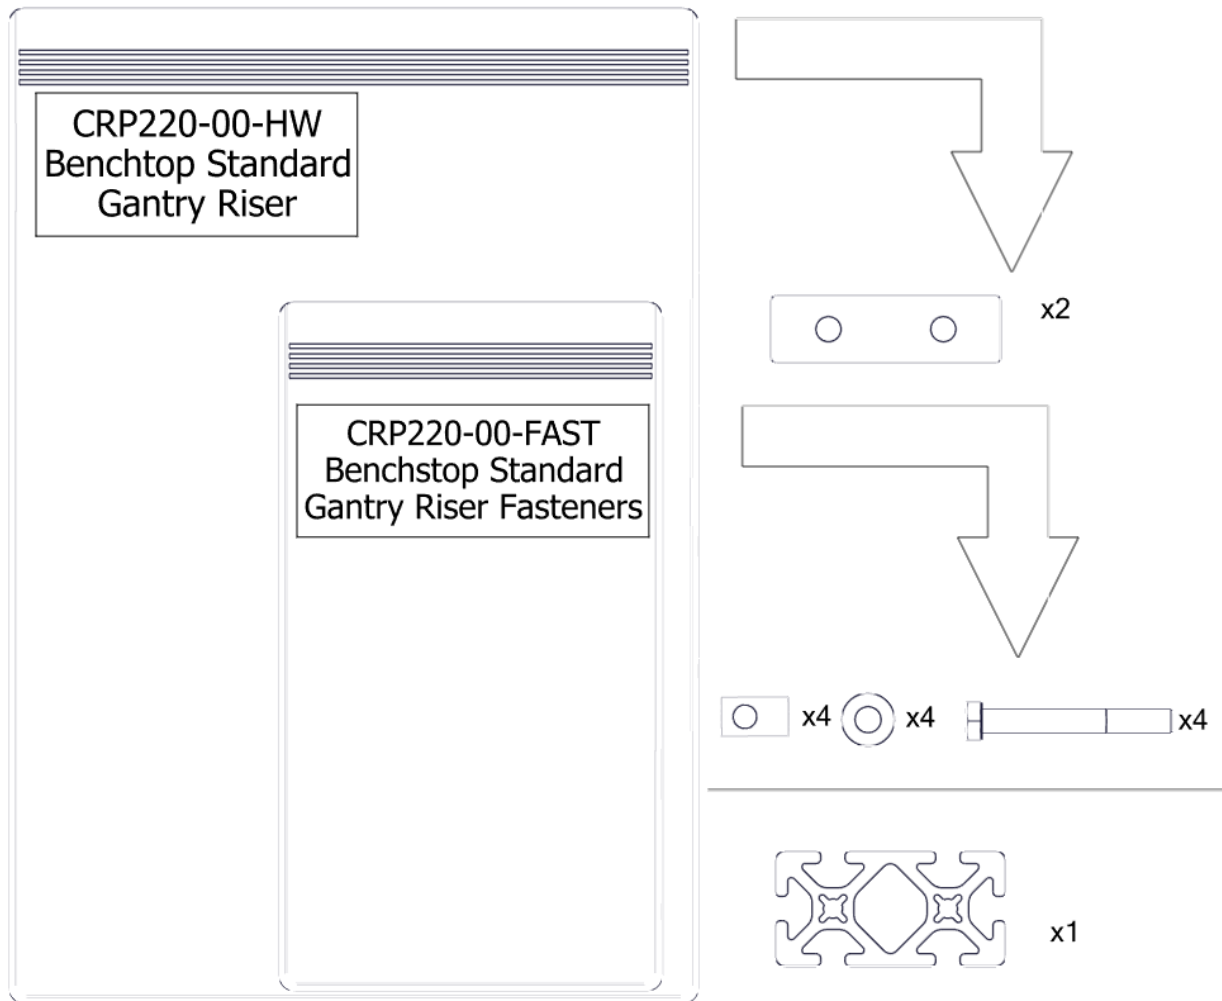 CRP220-00-HW
Benchtop Standard
Gantry Riser
x2
CRP220-00-FAST
Benchstop Standard
Gantry Riser Fasteners
x4 x4 x4
x1